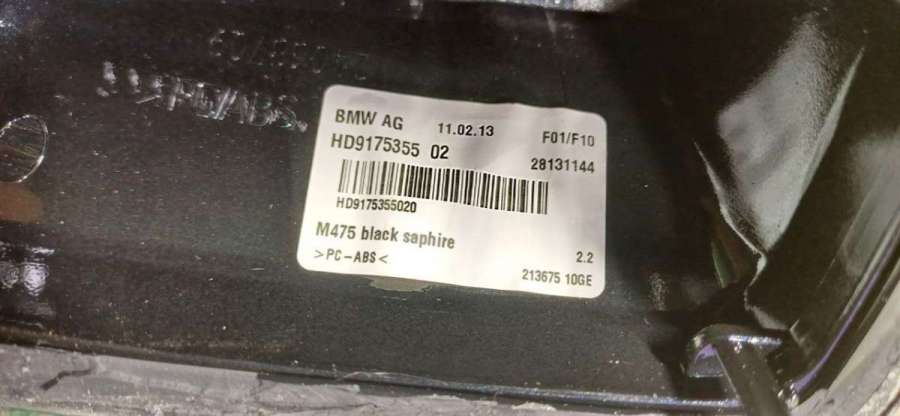 BMW AG 11.02.13 F01/F10
HD9175355 02 28131144
HD9175355020
M475 black saphire 2.2
>PC-ABS< 213675 10GE